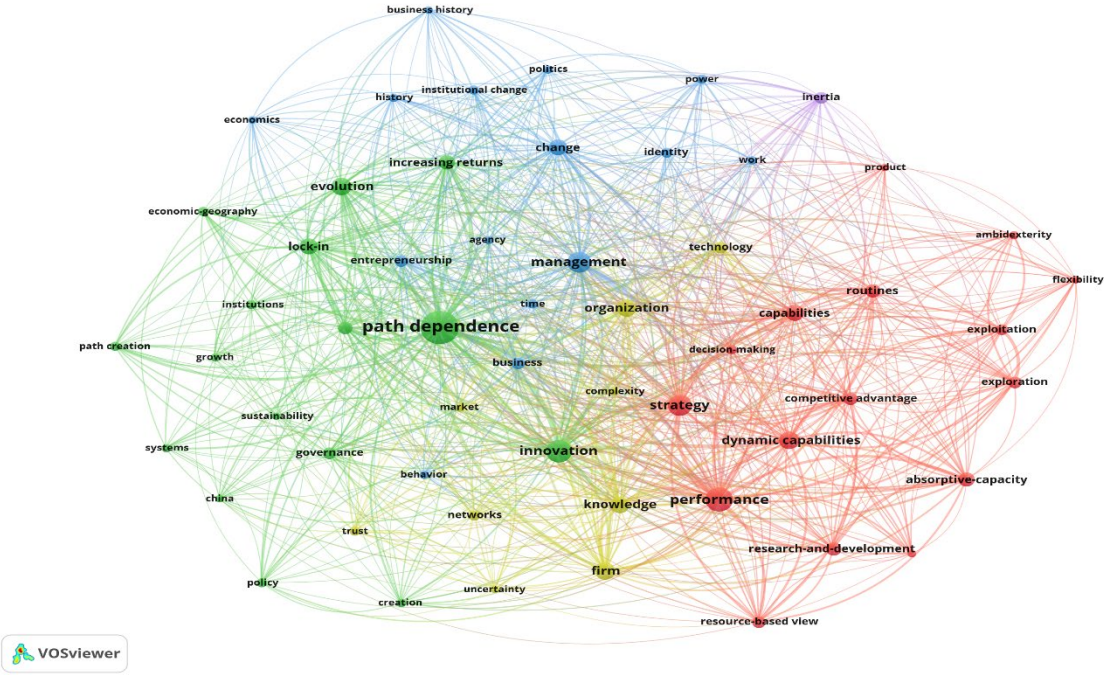 business history
politics
power
institutional change
history
inertia
economics
change
identity
work
increasing returns
product
evolution
economic-geography
ambidexterity
agency
lock-in
technology
entrepreneurship
management
flexibility
routines
institutions
time
organization
capabilities
path dependence
exploitation
path creation
decision-making
growth
business
exploration
complexity
competitive advantage
market
strategy
sustainability
dynamic capabilities
systems
governance
innovation
behavior
absorptive-capacity
china
performance
knowledge
networks
trust
research-and-development
firm
policy
uncertainty
creation
resource-based view
VOSviewer